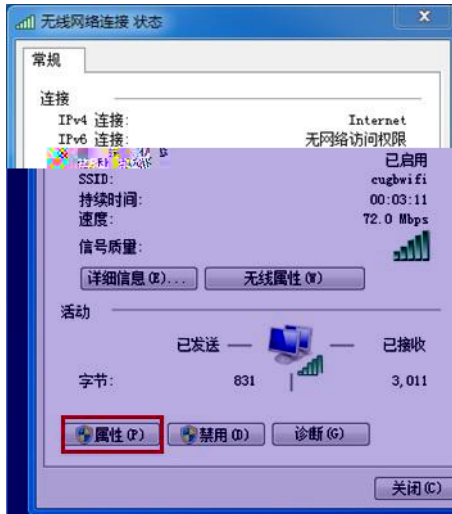 无线网络连接 状态
常规
连接
IPv4 连接: Internet
IPv6 连接: 无网络访问权限
已启用
SSID: cugbwifi
持续时间: 00:03:11
速度: 72.0 Mbps
信号质量:
详细信息(E)... 无线属性(W)
活动
已发送 — — 已接收
字节: 831 3,011
属性(P) 禁用(D) 诊断(G)
关闭(C)